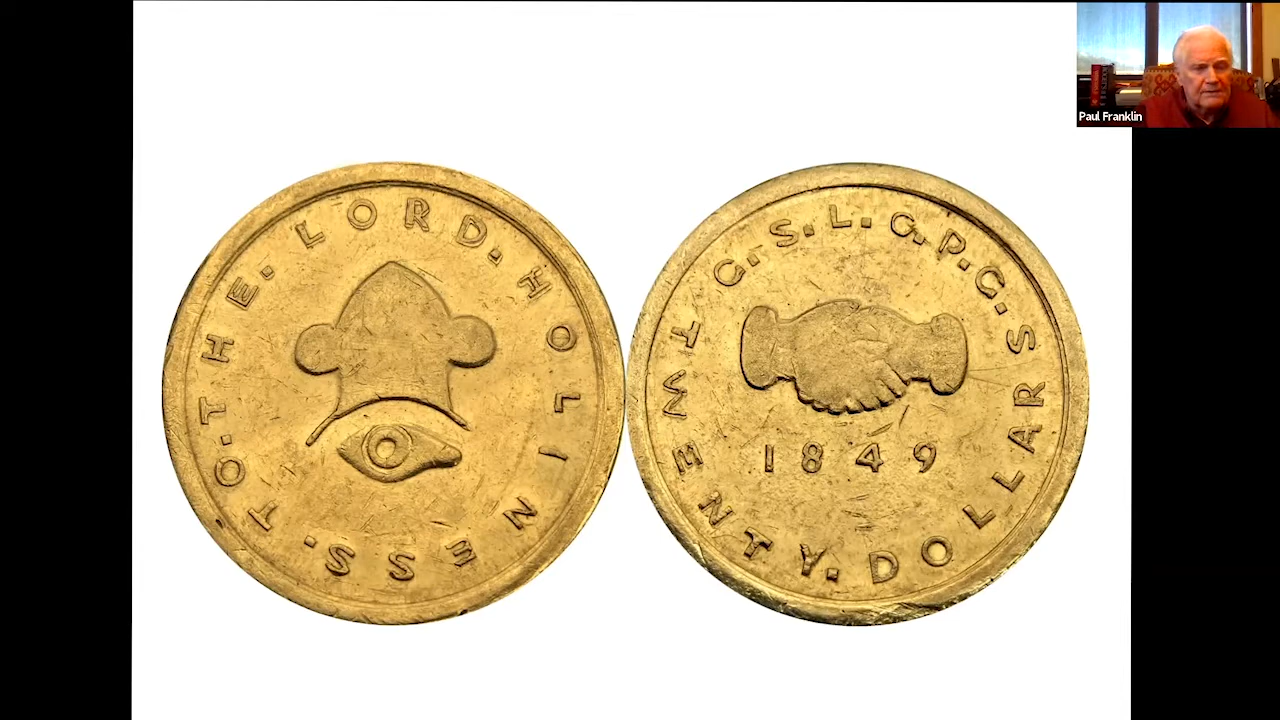 Paul Franklin
HOLINESS. TO. THE. LORD.
G.S.L.C.P.G.
1849
TWENTY. DOLLARS